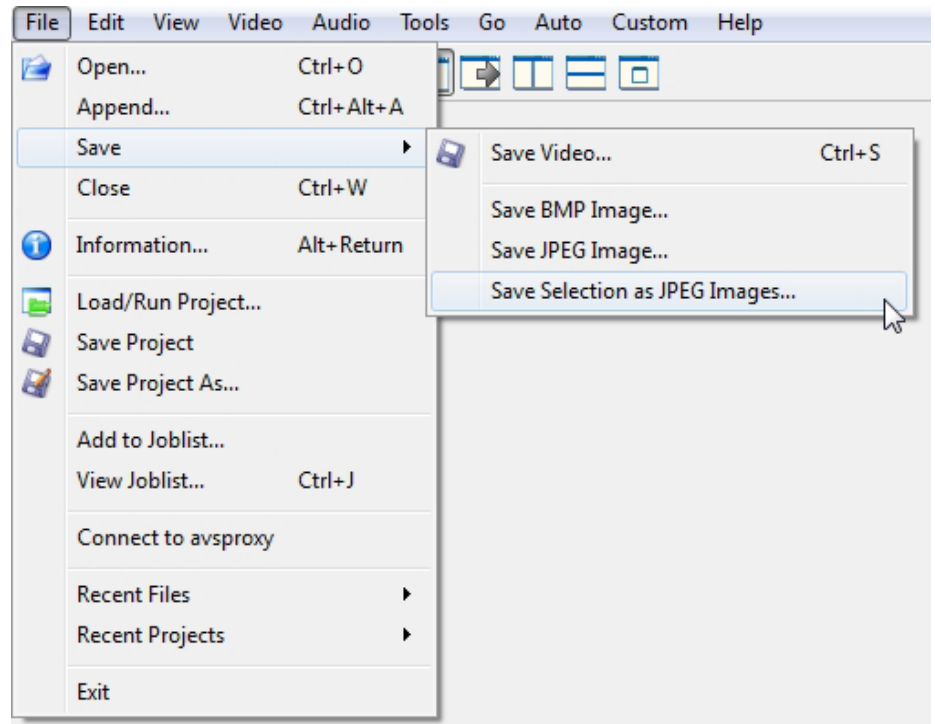 File Edit View Video Audio Tools Go Auto Custom Help
Open... Ctrl+O
Append... Ctrl+Alt+A
Save
Close Ctrl+W
Information... Alt+Return
Load/Run Project...
Save Project
Save Project As...
Add to Joblist...
View Joblist... Ctrl+J
Connect to avsproxy
Recent Files
Recent Projects
Exit
Save Video... Ctrl+S
Save BMP Image...
Save JPEG Image...
Save Selection as JPEG Images...